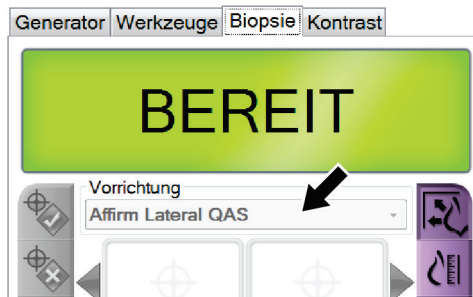 Generator Werkzeuge Biopsie Kontrast
BEREIT
Vorrichtung
Affirm Lateral QAS